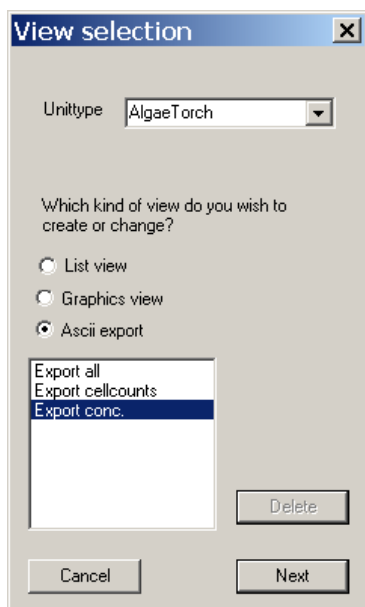 View selection
Unittype
AlgaeTorch
Which kind of view do you wish to
create or change?
List view
Graphics view
Ascii export
Export all
Export cellcounts
Export conc.
Delete
Cancel
Next